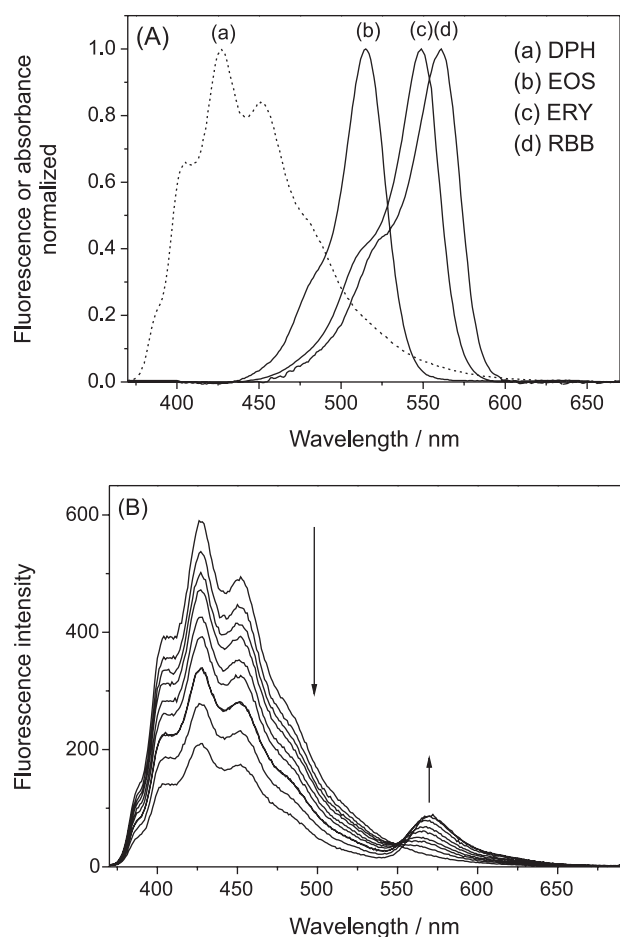 (A)
(a)
(b)
(c)
(d)
(a) DPH
(b) EOS
(c) ERY
(d) RBB
1.0
0.8
0.6
0.4
0.2
0.0
Fluorescence or absorbance
normalized
400 450 500 550 600 650
Wavelength / nm
(B)
600
400
200
0
Fluorescence intensity
400 450 500 550 600 650
Wavelength / nm